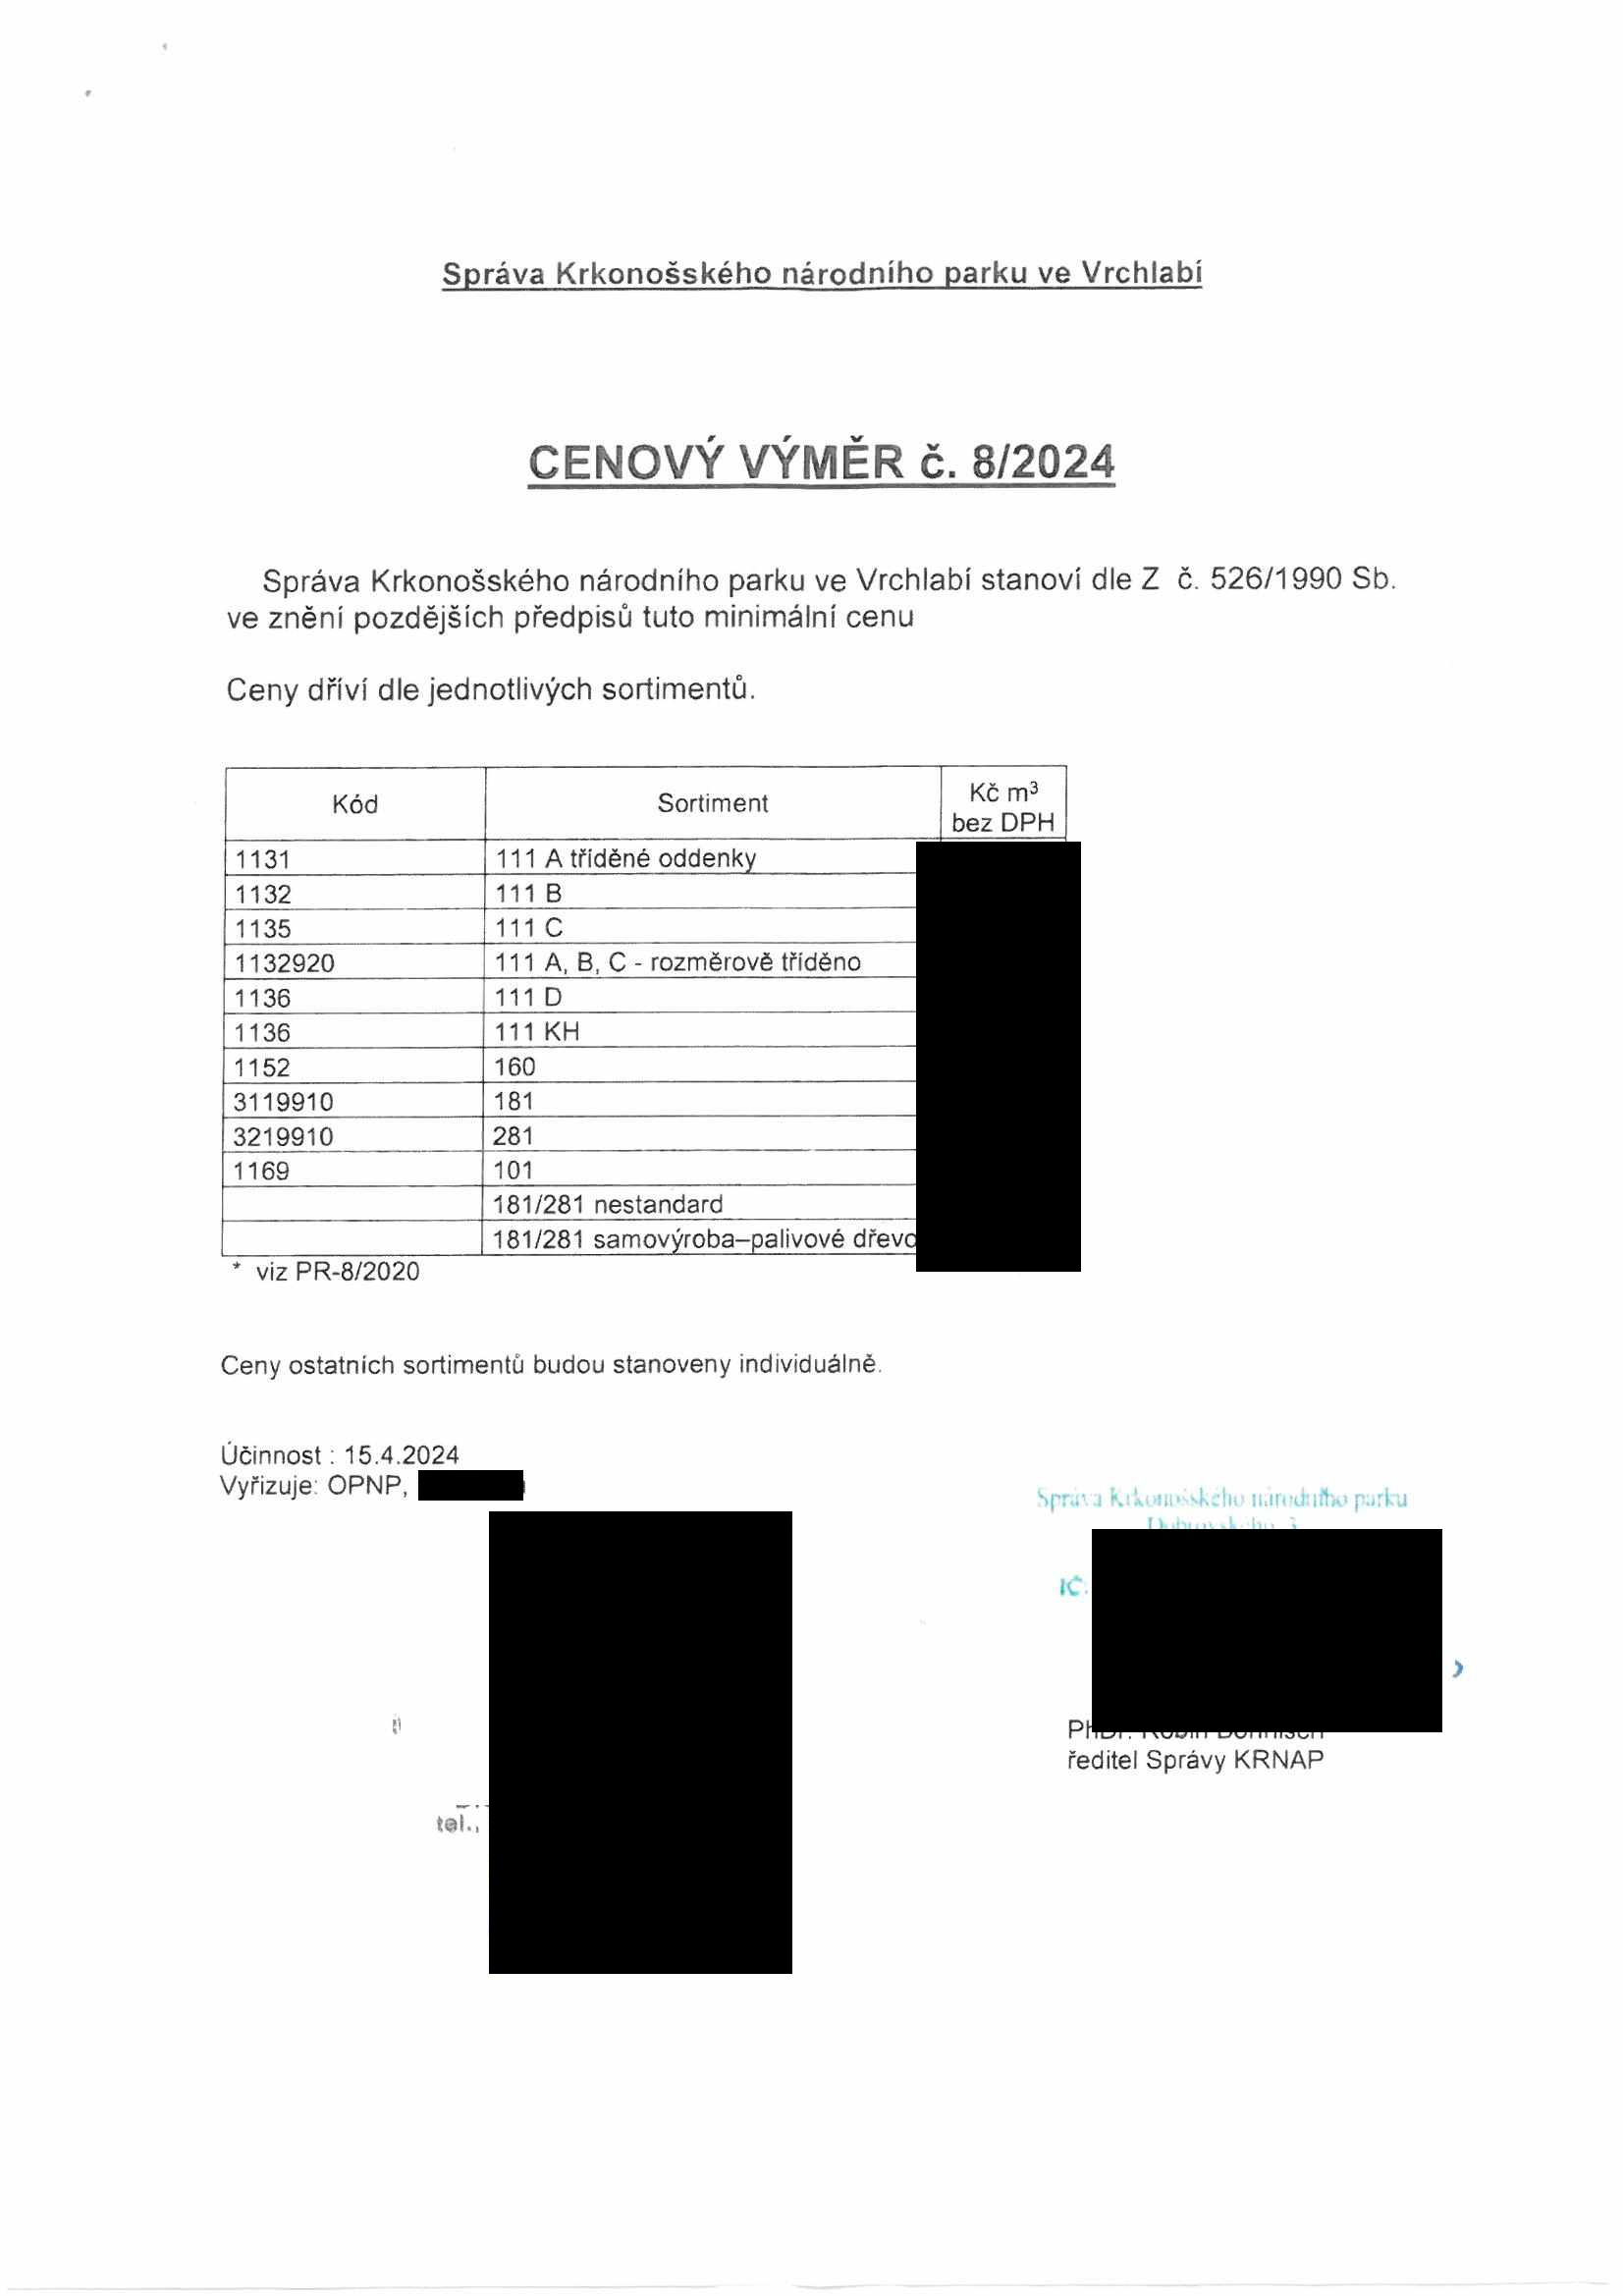 Správa Krkonošského národního parku ve Vrchlabí
CENOVÝ VÝMĚR č. 8/2024
Správa Krkonošského národního parku ve Vrchlabí stanoví dle Z č. 526/1990 Sb.
ve znění pozdějších předpisů tuto minimální cenu
Ceny dříví dle jednotlivých sortimentů.
Kód Sortiment Kč m³ bez DPH
1131 111 A tříděné oddenky
1132 111 B
1135 111 C
1132920 111 A, B, C - rozměrově tříděno
1136 111 D
1136 111 KH
1152 160
3119910 181
3219910 281
1169 101
181/281 nestandard
181/281 samovýroba–palivové dřevo
* viz PR-8/2020
Ceny ostatních sortimentů budou stanoveny individuálně.
Účinnost : 15.4.2024
Vyřizuje: OPNP,
Správa Krkonošského národního parku
IČ:
ředitel Správy KRNAP
tel.,